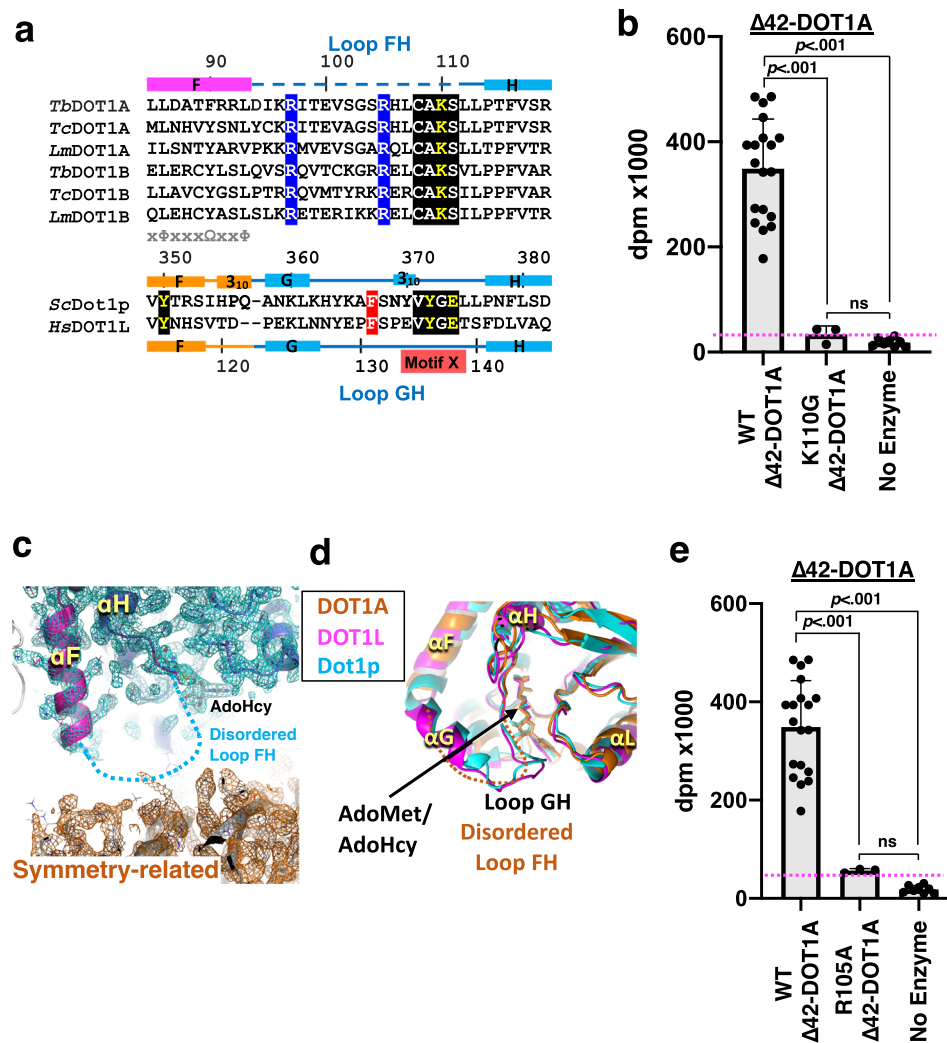 a
Loop FH
90 100 110
F H
TbDOT1A LLDATFRRLDIKRITEVSGSRHLCAKSLLPTFVSR
TcDOT1A MLNHVYSNLYCKRITEVAGSRHLCAKSLLPTFVSR
LmDOT1A ILSNTYARVPKKRMVEVSGARQLCAKSLLPTFVSR
TbDOT1B ELERCYLSLQVSRQVTCKGRRELCAKSVLPPFVAR
TcDOT1B LLAVCYGSLPTRRQVMTYRKRERCAKSILPPFVAR
LmDOT1B QLEHCYASLSLKRETERIKKRELCAKSILPPFVTR
xΦxxxxΩxxΦ
350 360 370 380
F 3₁₀ G 3₁₀ H
ScDot1p VYTRSIHPQ-ANKLKHYKAFSNYVYGELLPNFLSD
HsDOT1L VYNHSVTD--PEKLNNYEPFSPEVYGETSFDLVAQ
F G H
120 130 Motif X 140
Loop GH
b
Δ42-DOT1A
600
p<.001
p<.001
400
dpm x1000
200
ns
0
WT
Δ42-DOT1A
K110G
Δ42-DOT1A
No Enzyme
c
αH
αF
AdoHcy
Disordered
Loop FH
Symmetry-related
d
DOT1A
DOT1L
Dot1p
αH
αF
αG
αL
AdoMet/
AdoHcy
Loop GH
Disordered
Loop FH
e
Δ42-DOT1A
600
p<.001
p<.001
400
dpm x1000
200
ns
0
WT
Δ42-DOT1A
R105A
Δ42-DOT1A
No Enzyme